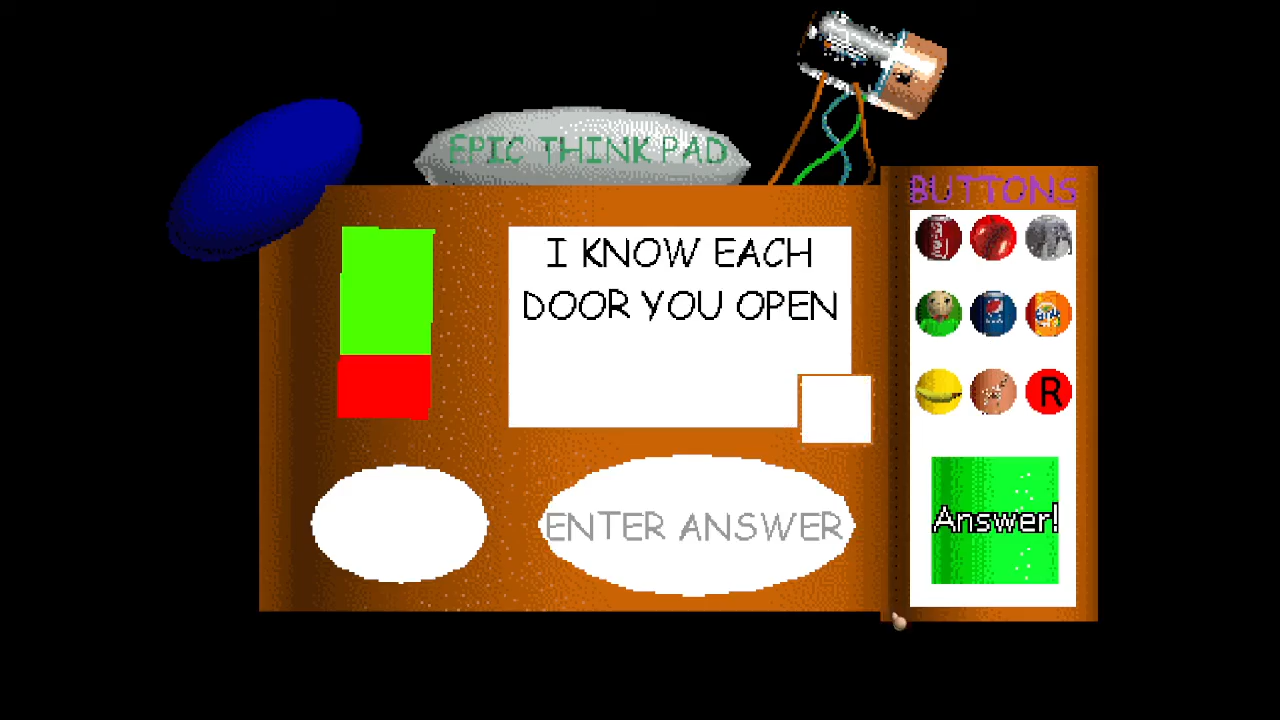 EPIC THINK PAD
BUTTONS
I KNOW EACH
DOOR YOU OPEN
R
ENTER ANSWER
Answer!